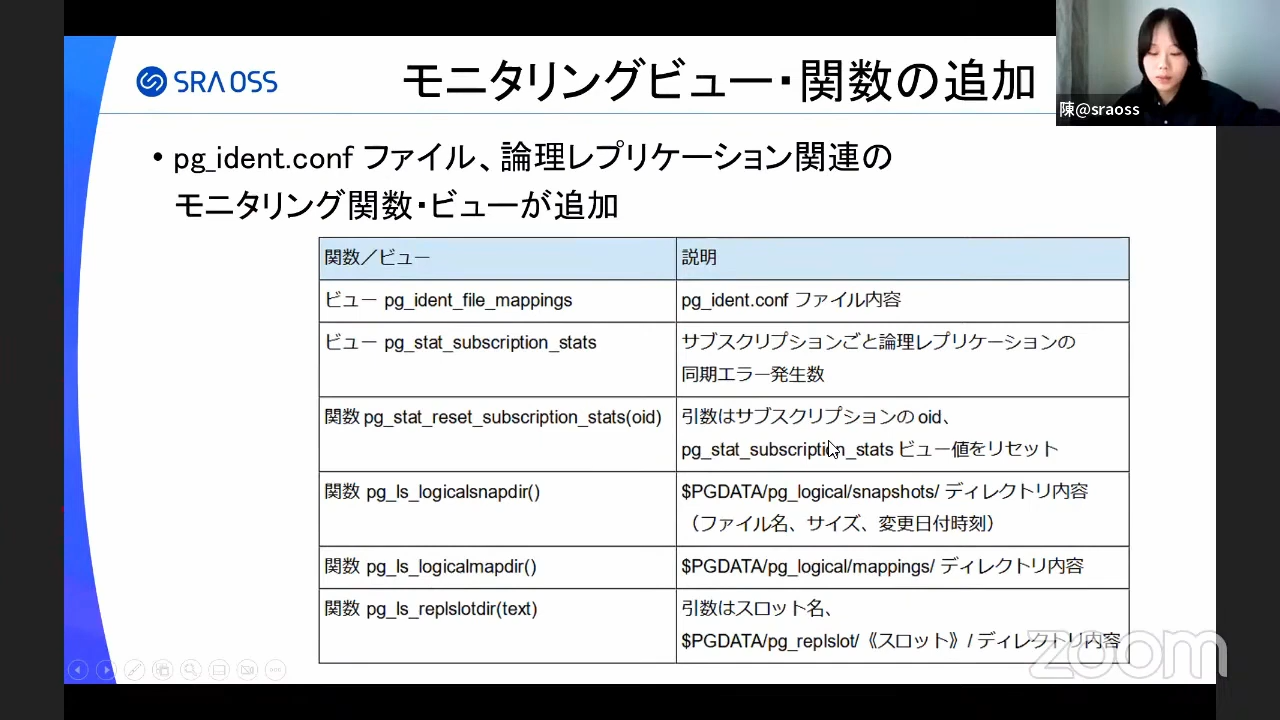 SRA OSS
モニタリングビュー・関数の追加
陳@sraoss
• pg_ident.conf ファイル、論理レプリケーション関連の
モニタリング関数・ビューが追加
関数／ビュー 説明
ビュー pg_ident_file_mappings pg_ident.conf ファイル内容
ビュー pg_stat_subscription_stats サブスクリプションごと論理レプリケーションの
同期エラー発生数
関数 pg_stat_reset_subscription_stats(oid) 引数はサブスクリプションの oid、
pg_stat_subscription_stats ビュー値をリセット
関数 pg_ls_logicalsnapdir() $PGDATA/pg_logical/snapshots/ ディレクトリ内容
（ファイル名、サイズ、変更日付時刻）
関数 pg_ls_logicalmapdir() $PGDATA/pg_logical/mappings/ ディレクトリ内容
関数 pg_ls_replslotdir(text) 引数はスロット名、
$PGDATA/pg_replslot/《スロット》/ ディレクトリ内容
zoom